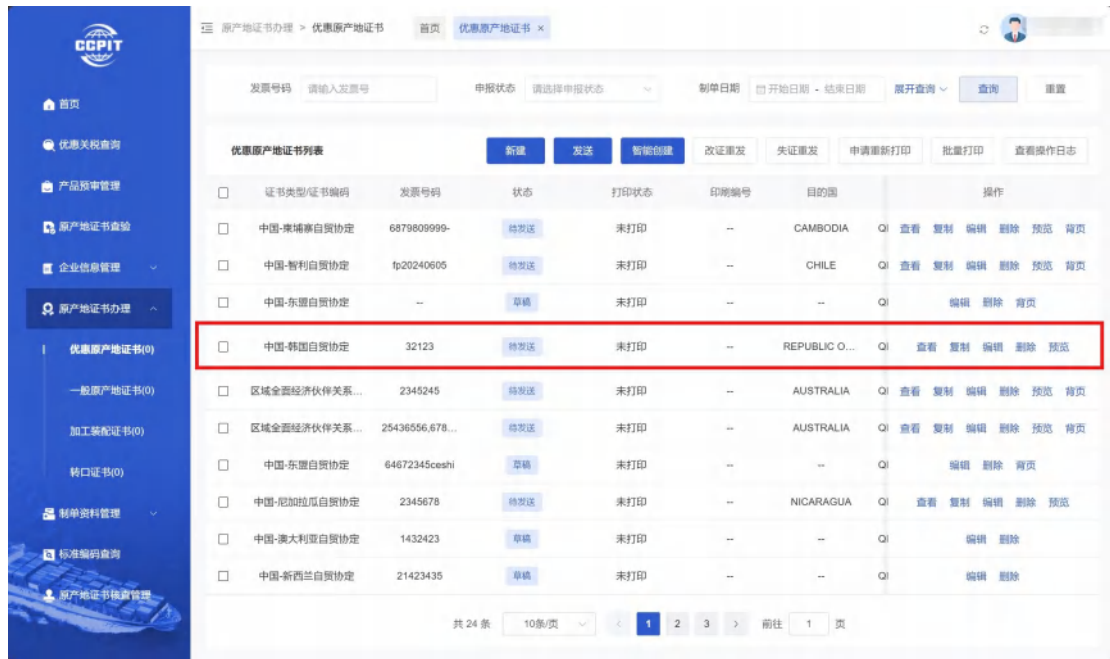 CCPIT
首页
优惠关税查询
产品预审管理
原产地证书查验
企业信息管理
原产地证书办理
优惠原产地证书(0)
一般原产地证书(0)
加工装配证书(0)
转口证书(0)
制单资料管理
标准编码查询
原产地证书核查管理
原产地证书办理 > 优惠原产地证书 首页 优惠原产地证书 ×
发票号码 请输入发票号 申报状态 请选择申报状态 制单日期 开始日期 - 结束日期 展开查询 查询 重置
优惠原产地证书列表 新建 发送 智能创建 改证重发 失证重发 申请重新打印 批量打印 查看操作日志
证书类型/证书编码 发票号码 状态 打印状态 印刷编号 目的国 操作
中国-柬埔寨自贸协定 6879809999- 待发送 未打印 -- CAMBODIA QI 查看 复制 编辑 删除 预览 背页
中国-智利自贸协定 fp20240605 待发送 未打印 -- CHILE QI 查看 复制 编辑 删除 预览 背页
中国-东盟自贸协定 -- 草稿 未打印 -- -- QI 编辑 删除 背页
中国-韩国自贸协定 32123 待发送 未打印 -- REPUBLIC O... QI 查看 复制 编辑 删除 预览
区域全面经济伙伴关系... 2345245 待发送 未打印 -- AUSTRALIA QI 查看 复制 编辑 删除 预览 背页
区域全面经济伙伴关系... 25436556,678... 待发送 未打印 -- AUSTRALIA QI 查看 复制 编辑 删除 预览 背页
中国-东盟自贸协定 64672345ceshi 草稿 未打印 -- -- QI 编辑 删除 背页
中国-尼加拉瓜自贸协定 2345678 待发送 未打印 -- NICARAGUA QI 查看 复制 编辑 删除 预览
中国-澳大利亚自贸协定 1432423 草稿 未打印 -- -- QI 编辑 删除
中国-新西兰自贸协定 21423435 草稿 未打印 -- -- QI 编辑 删除
共 24 条 10条/页 < 1 2 3 > 前往 1 页